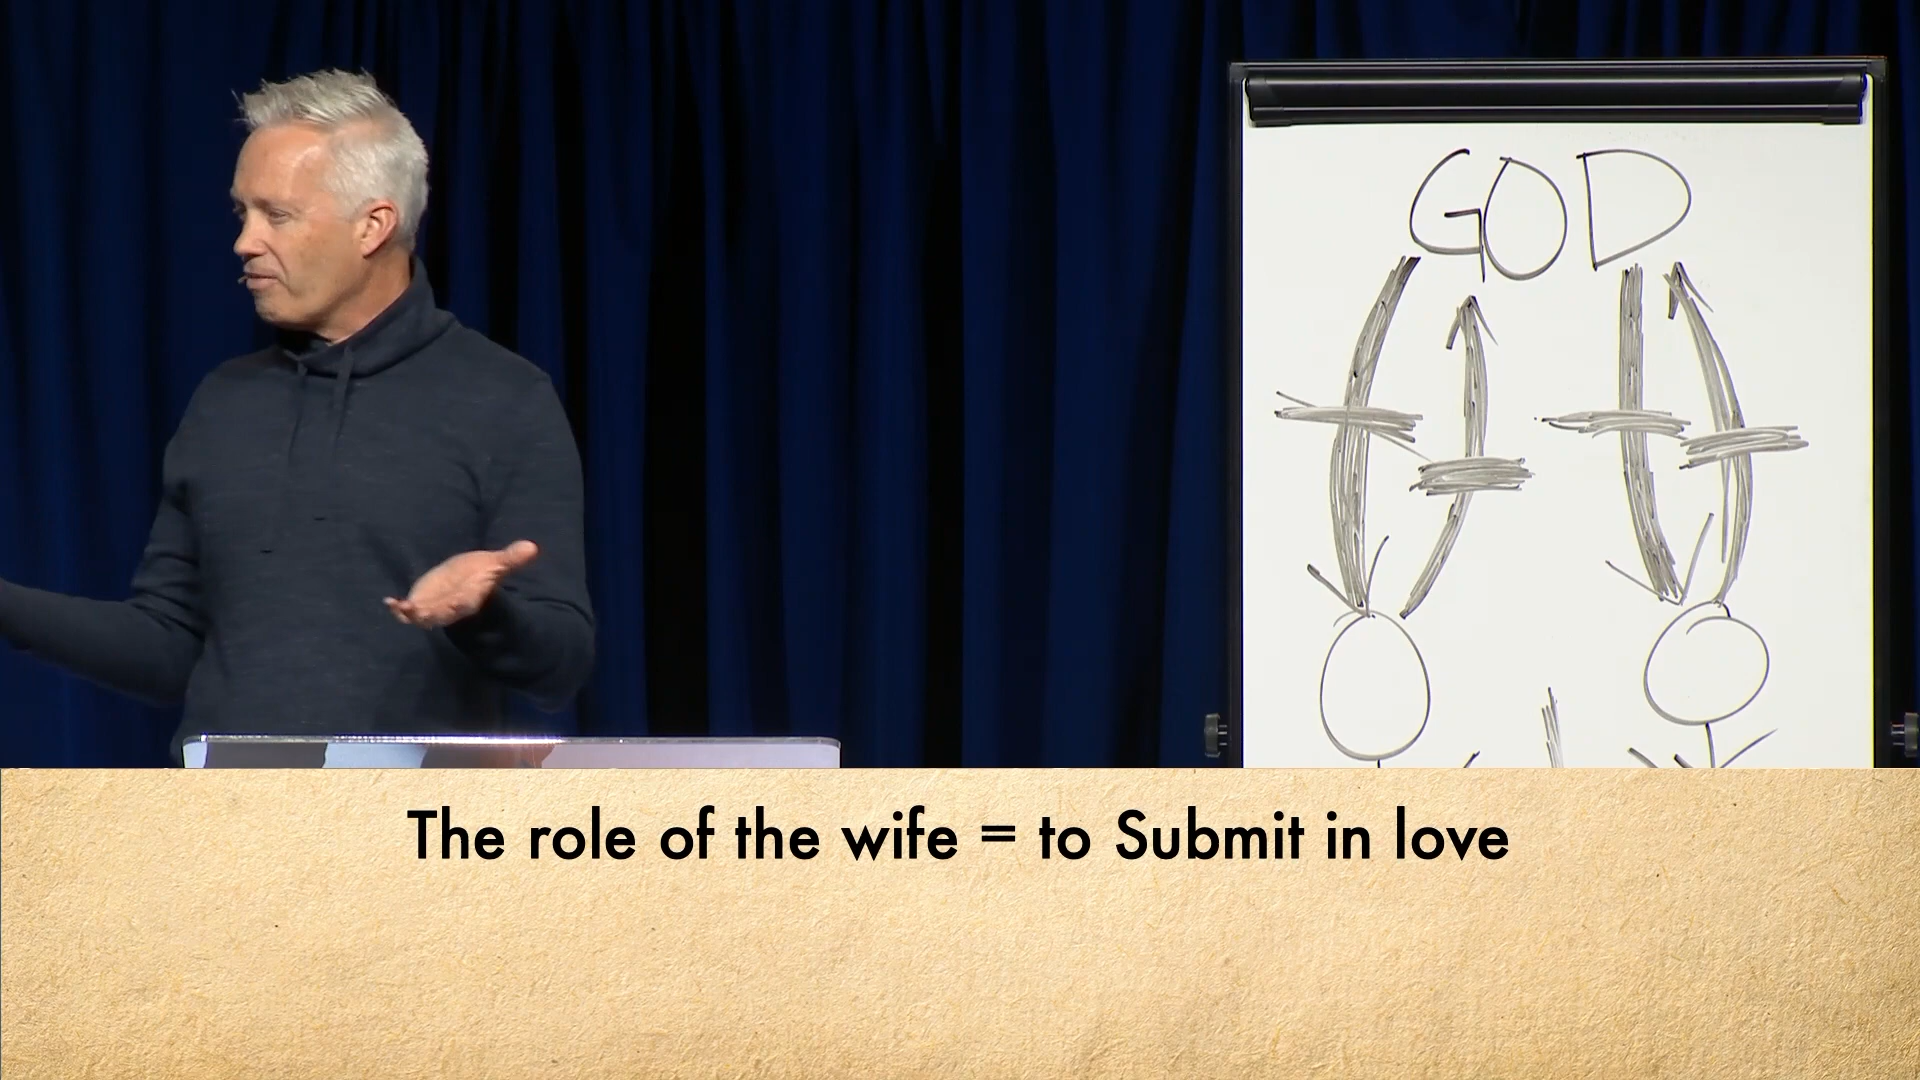 GOD
The role of the wife = to Submit in love